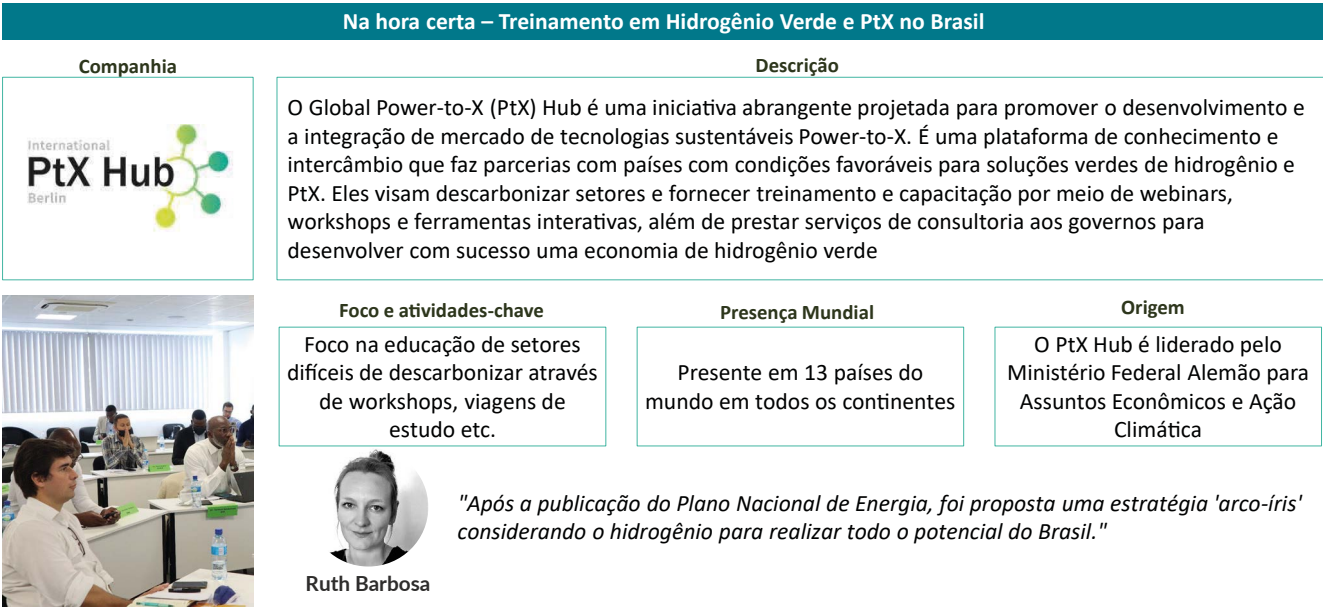 Na hora certa – Treinamento em Hidrogênio Verde e PtX no Brasil
Companhia
International
PtX Hub
Berlin
Descrição
O Global Power-to-X (PtX) Hub é uma iniciativa abrangente projetada para promover o desenvolvimento e
a integração de mercado de tecnologias sustentáveis Power-to-X. É uma plataforma de conhecimento e
intercâmbio que faz parcerias com países com condições favoráveis para soluções verdes de hidrogênio e
PtX. Eles visam descarbonizar setores e fornecer treinamento e capacitação por meio de webinars,
workshops e ferramentas interativas, além de prestar serviços de consultoria aos governos para
desenvolver com sucesso uma economia de hidrogênio verde
Foco e atividades-chave
Foco na educação de setores
difíceis de descarbonizar através
de workshops, viagens de
estudo etc.
Presença Mundial
Presente em 13 países do
mundo em todos os continentes
Origem
O PtX Hub é liderado pelo
Ministério Federal Alemão para
Assuntos Econômicos e Ação
Climática
"Após a publicação do Plano Nacional de Energia, foi proposta uma estratégia 'arco-íris'
considerando o hidrogênio para realizar todo o potencial do Brasil."
Ruth Barbosa